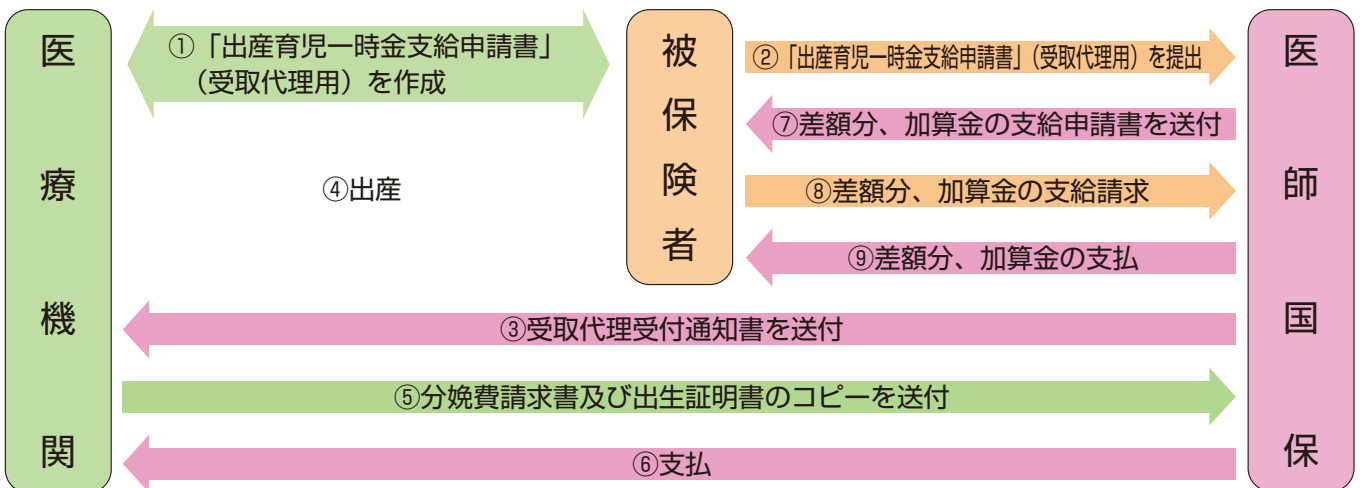 医療機関
①「出産育児一時金支給申請書」
（受取代理用）を作成
被保険者
②「出産育児一時金支給申請書」（受取代理用）を提出
医師国保
⑦差額分、加算金の支給申請書を送付
④出産
⑧差額分、加算金の支給請求
⑨差額分、加算金の支払
③受取代理受付通知書を送付
⑤分娩費請求書及び出生証明書のコピーを送付
⑥支払